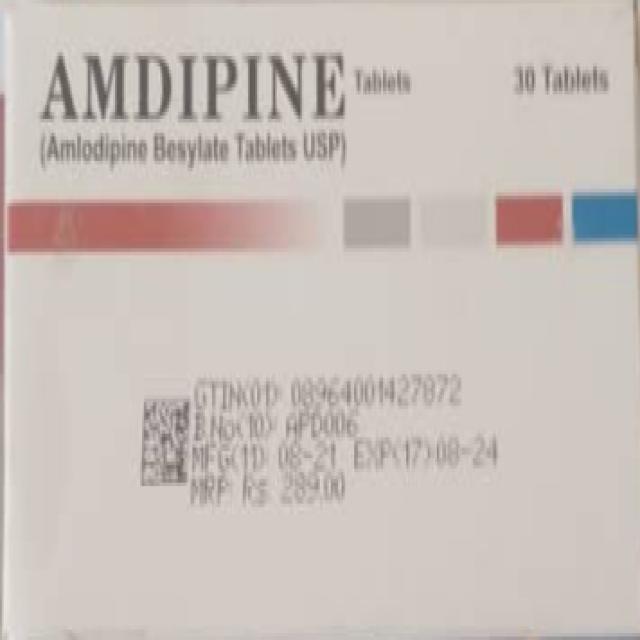 AMDIPINE Tablets 30 Tablets
(Amlodipine Besylate Tablets USP)
GTIN(01): 08964001427872
B.No(10): APD006
MFG(11): 08-21 EXP(17):08-24
MRP: Rs. 289.00